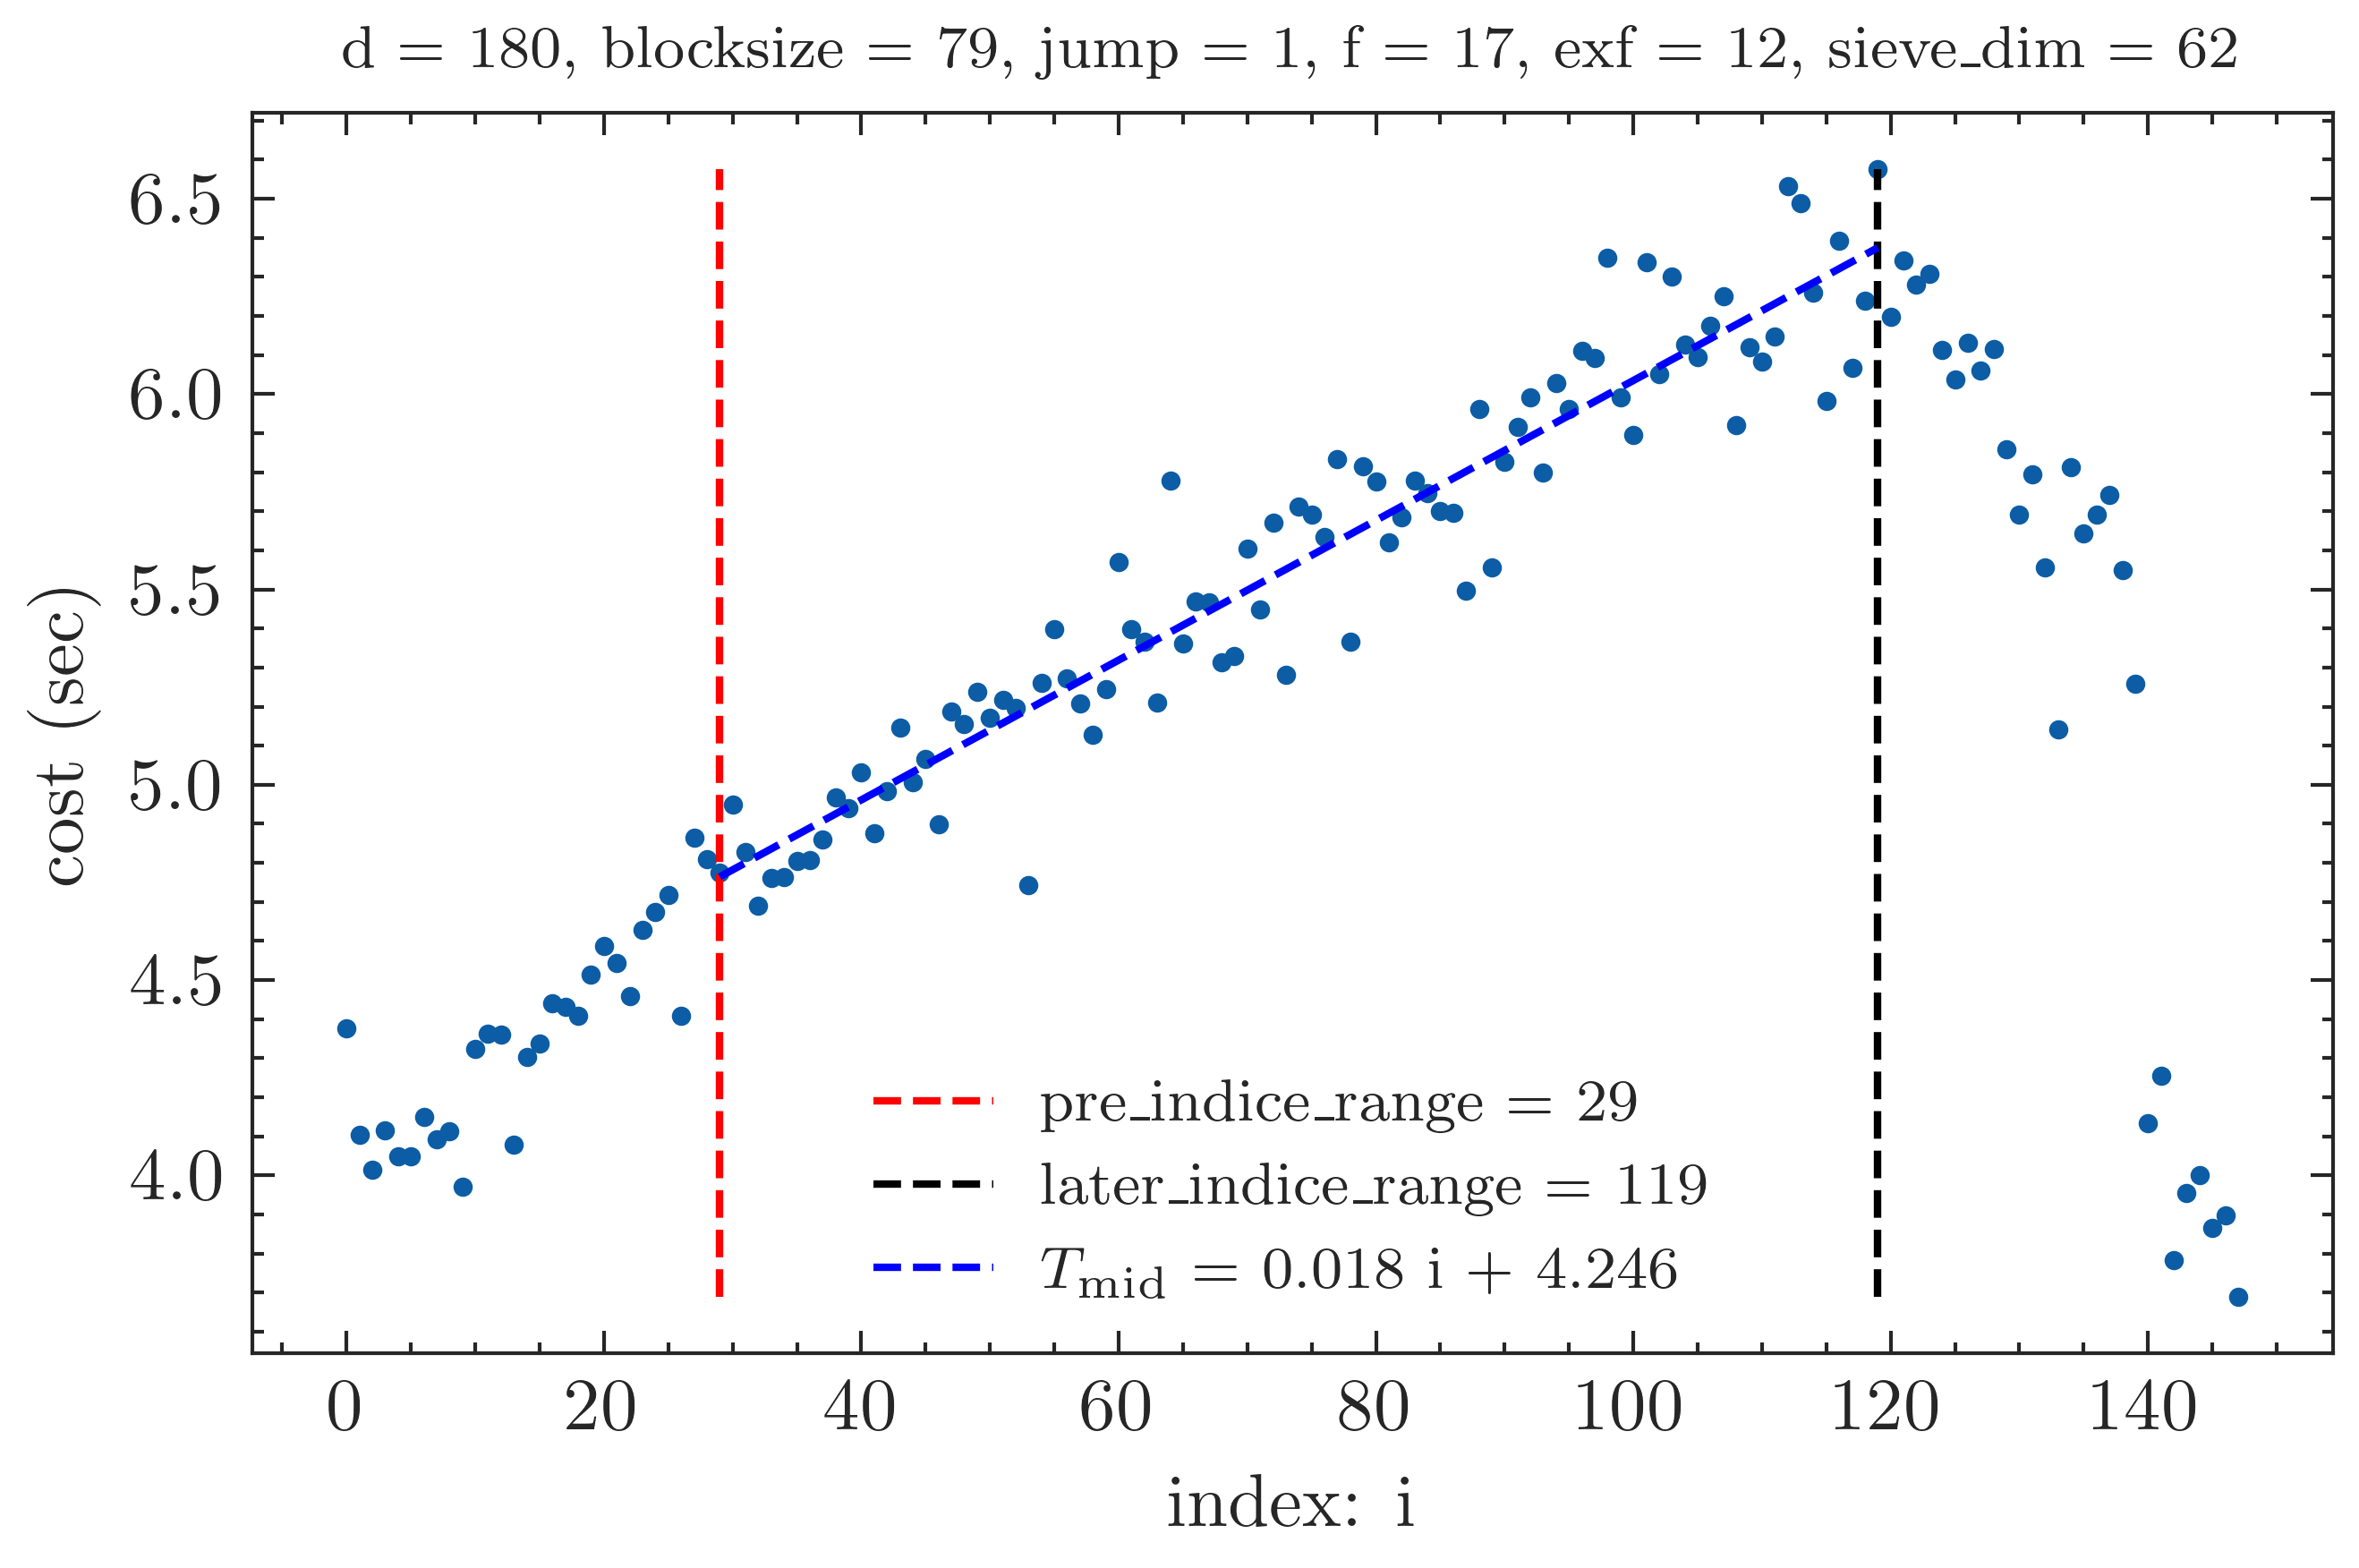 d = 180, blocksize = 79, jump = 1, f = 17, exf = 12, sieve_dim = 62
6.5
6.0
5.5
5.0
4.5
4.0
cost (sec)
pre_indice_range = 29
later_indice_range = 119
T_mid = 0.018 i + 4.246
0 20 40 60 80 100 120 140
index: i